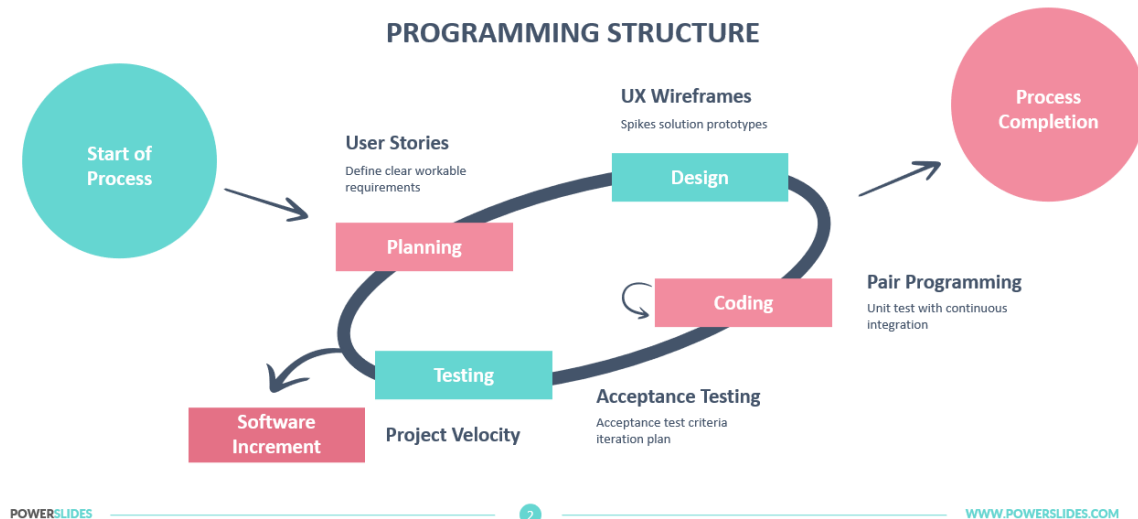 PROGRAMMING STRUCTURE
Start of
Process
Process
Completion
UX Wireframes
Spikes solution prototypes
User Stories
Define clear workable
requirements
Design
Planning
Pair Programming
Unit test with continuous
integration
Coding
Testing
Acceptance Testing
Acceptance test criteria
iteration plan
Software
Increment
Project Velocity
POWERSLIDES
2
WWW.POWERSLIDES.COM